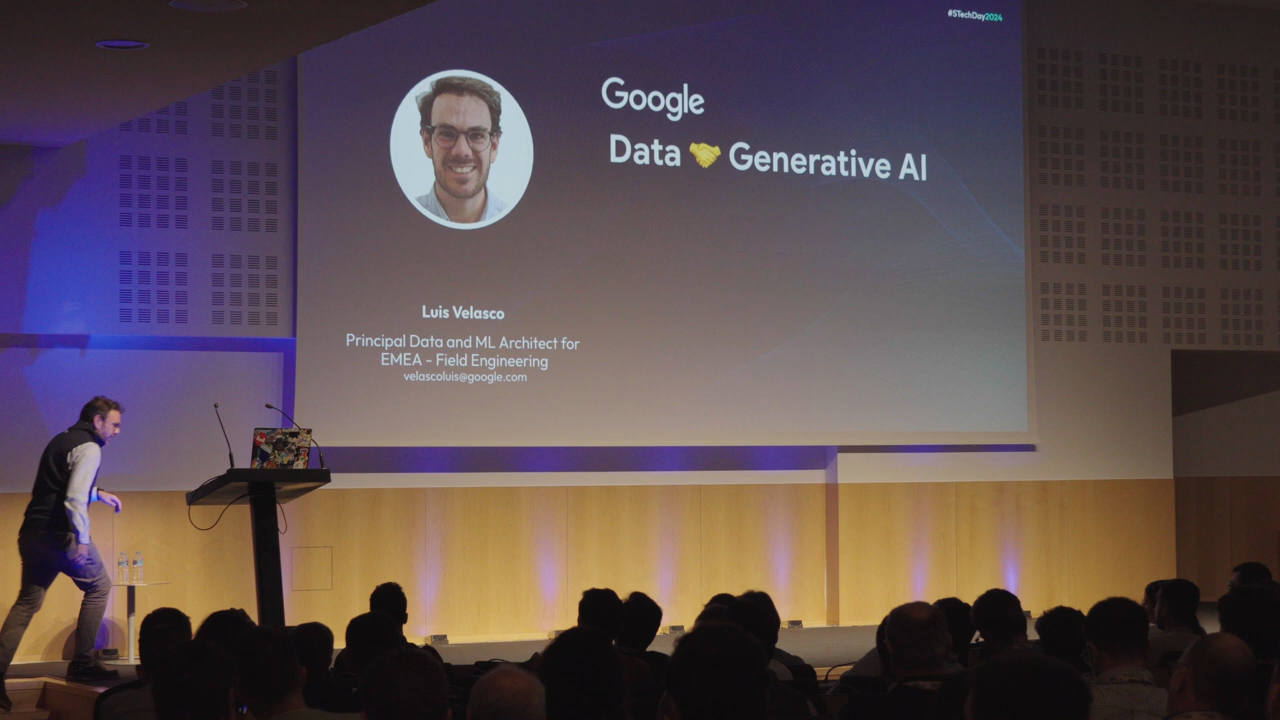 #STechDay2024
Google
Data 🤝 Generative AI
Luis Velasco
Principal Data and ML Architect for
EMEA - Field Engineering
velascoluis@google.com